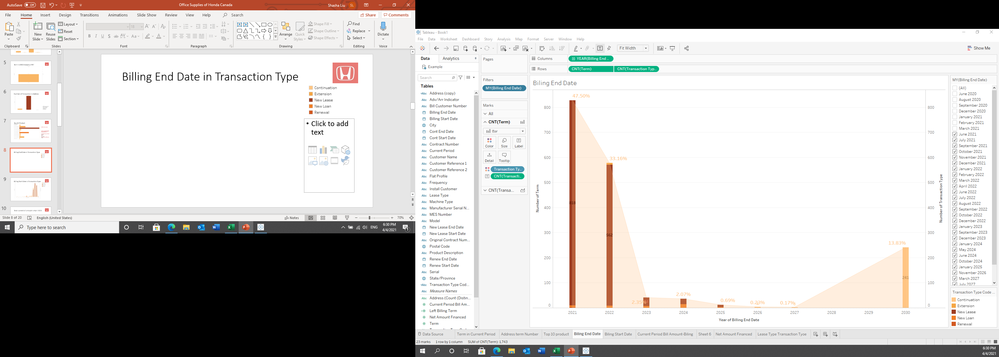 AutoSave Off
Office Supplies of Honda Canada
Shasha Liu SL
File Home Insert Design Transitions Animations Slide Show Review View Help Search
Share Comments
Paste
New Slide
Reuse Slides
Layout
Reset
Section
18
Find
Replace
Select
Arrange
Quick Styles
Shape Fill
Shape Outline
Shape Effects
Dictate
Clipboard Slides Font Paragraph Drawing Editing Voice
5
6
Number of Transaction in Address
7
Top 10 Product
8
Billing End Date in Transaction Type
9
Billing Start Date in Transaction Type
10
Total current bill amount in April 2021
Billing End Date in Transaction Type
Continuation
Extension
New Lease
New Loan
Renewal
• Click to add text
Slide 8 of 20 English (United States)
Notes 70%
Type here to search
ENG
6:30 PM
4/4/2021
1
Tableau - Book1
File Data Worksheet Dashboard Story Analysis Map Format Server Window Help
Fit Width
Show Me
Data Analytics
Example
Search
Tables
Address (copy)
Adv/Arr Indicator
Bill Customer Number
Billing End Date
Billing Start Date
City
Cont End Date
Cont Start Date
Contract Number
Current Period
Customer Name
Customer Reference 1
Customer Reference 2
Flat Profile
Frequency
Install Customer
Lease Type
Machine Type
Manufacturer Serial N...
MES Number
Model
New Lease End Date
New Lease Start Date
Original Contract Num...
Postal Code
Product Description
Renew End Date
Renew Start Date
Serial
State/Province
Transaction Type Cod...
Measure Names
Address (Count (Distin...
Current Period Bill Am...
Left Billing Term
Net Amount Financed
Term
Pages
Filters
MY(Billing End Date)
Marks
All
CNT(Term)
Bar
Color Size Label
Detail Tooltip
Transaction Ty..
CNT(Transacti..
CNT(Transa...
Columns YEAR(Billing End ..
Rows CNT(Term) CNT(Transaction Typ..
Biling End Date
47.50%
33.16%
2.35%
2.07%
0.69%
0.23%
0.17%
13.83%
818
562
241
800
700
600
500
400
300
200
100
0
Number of Term
800
700
600
500
400
300
200
100
0
Number of Transaction Type
2021 2022 2023 2024 2025 2026 2027 2028 2029 2030
Year of Billing End Date
MY(Billing End Date)
(All)
June 2020
August 2020
September 2020
December 2020
January 2021
February 2021
March 2021
June 2021
July 2021
September 2021
October 2021
November 2021
December 2021
January 2022
February 2022
March 2022
April 2022
June 2022
July 2022
August 2022
September 2022
October 2022
December 2022
January 2023
September 2023
December 2023
January 2024
May 2024
June 2024
October 2024
January 2025
November 2026
March 2027
July 2027
Transaction Type Code ...
Continuation
Extension
New Lease
New Loan
Renewal
Data Source Term in Current Period Address term Number Top 10 product Biling End Date Biling Start Date Current Period Bill Amount-Biling Sheet 6 Net Amount Financed Lease Type Transaction Tyoe
23 marks 1 row by 1 column SUM of CNT(Term): 1,743
6:30 PM
4/4/2021